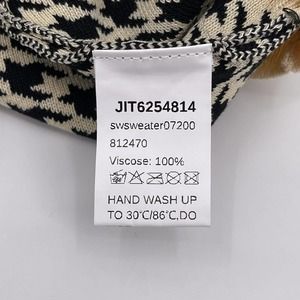 JIT6254814
swsweater07200
812470
Viscose: 100%
HAND WASH UP
TO 30℃/86℃,DO